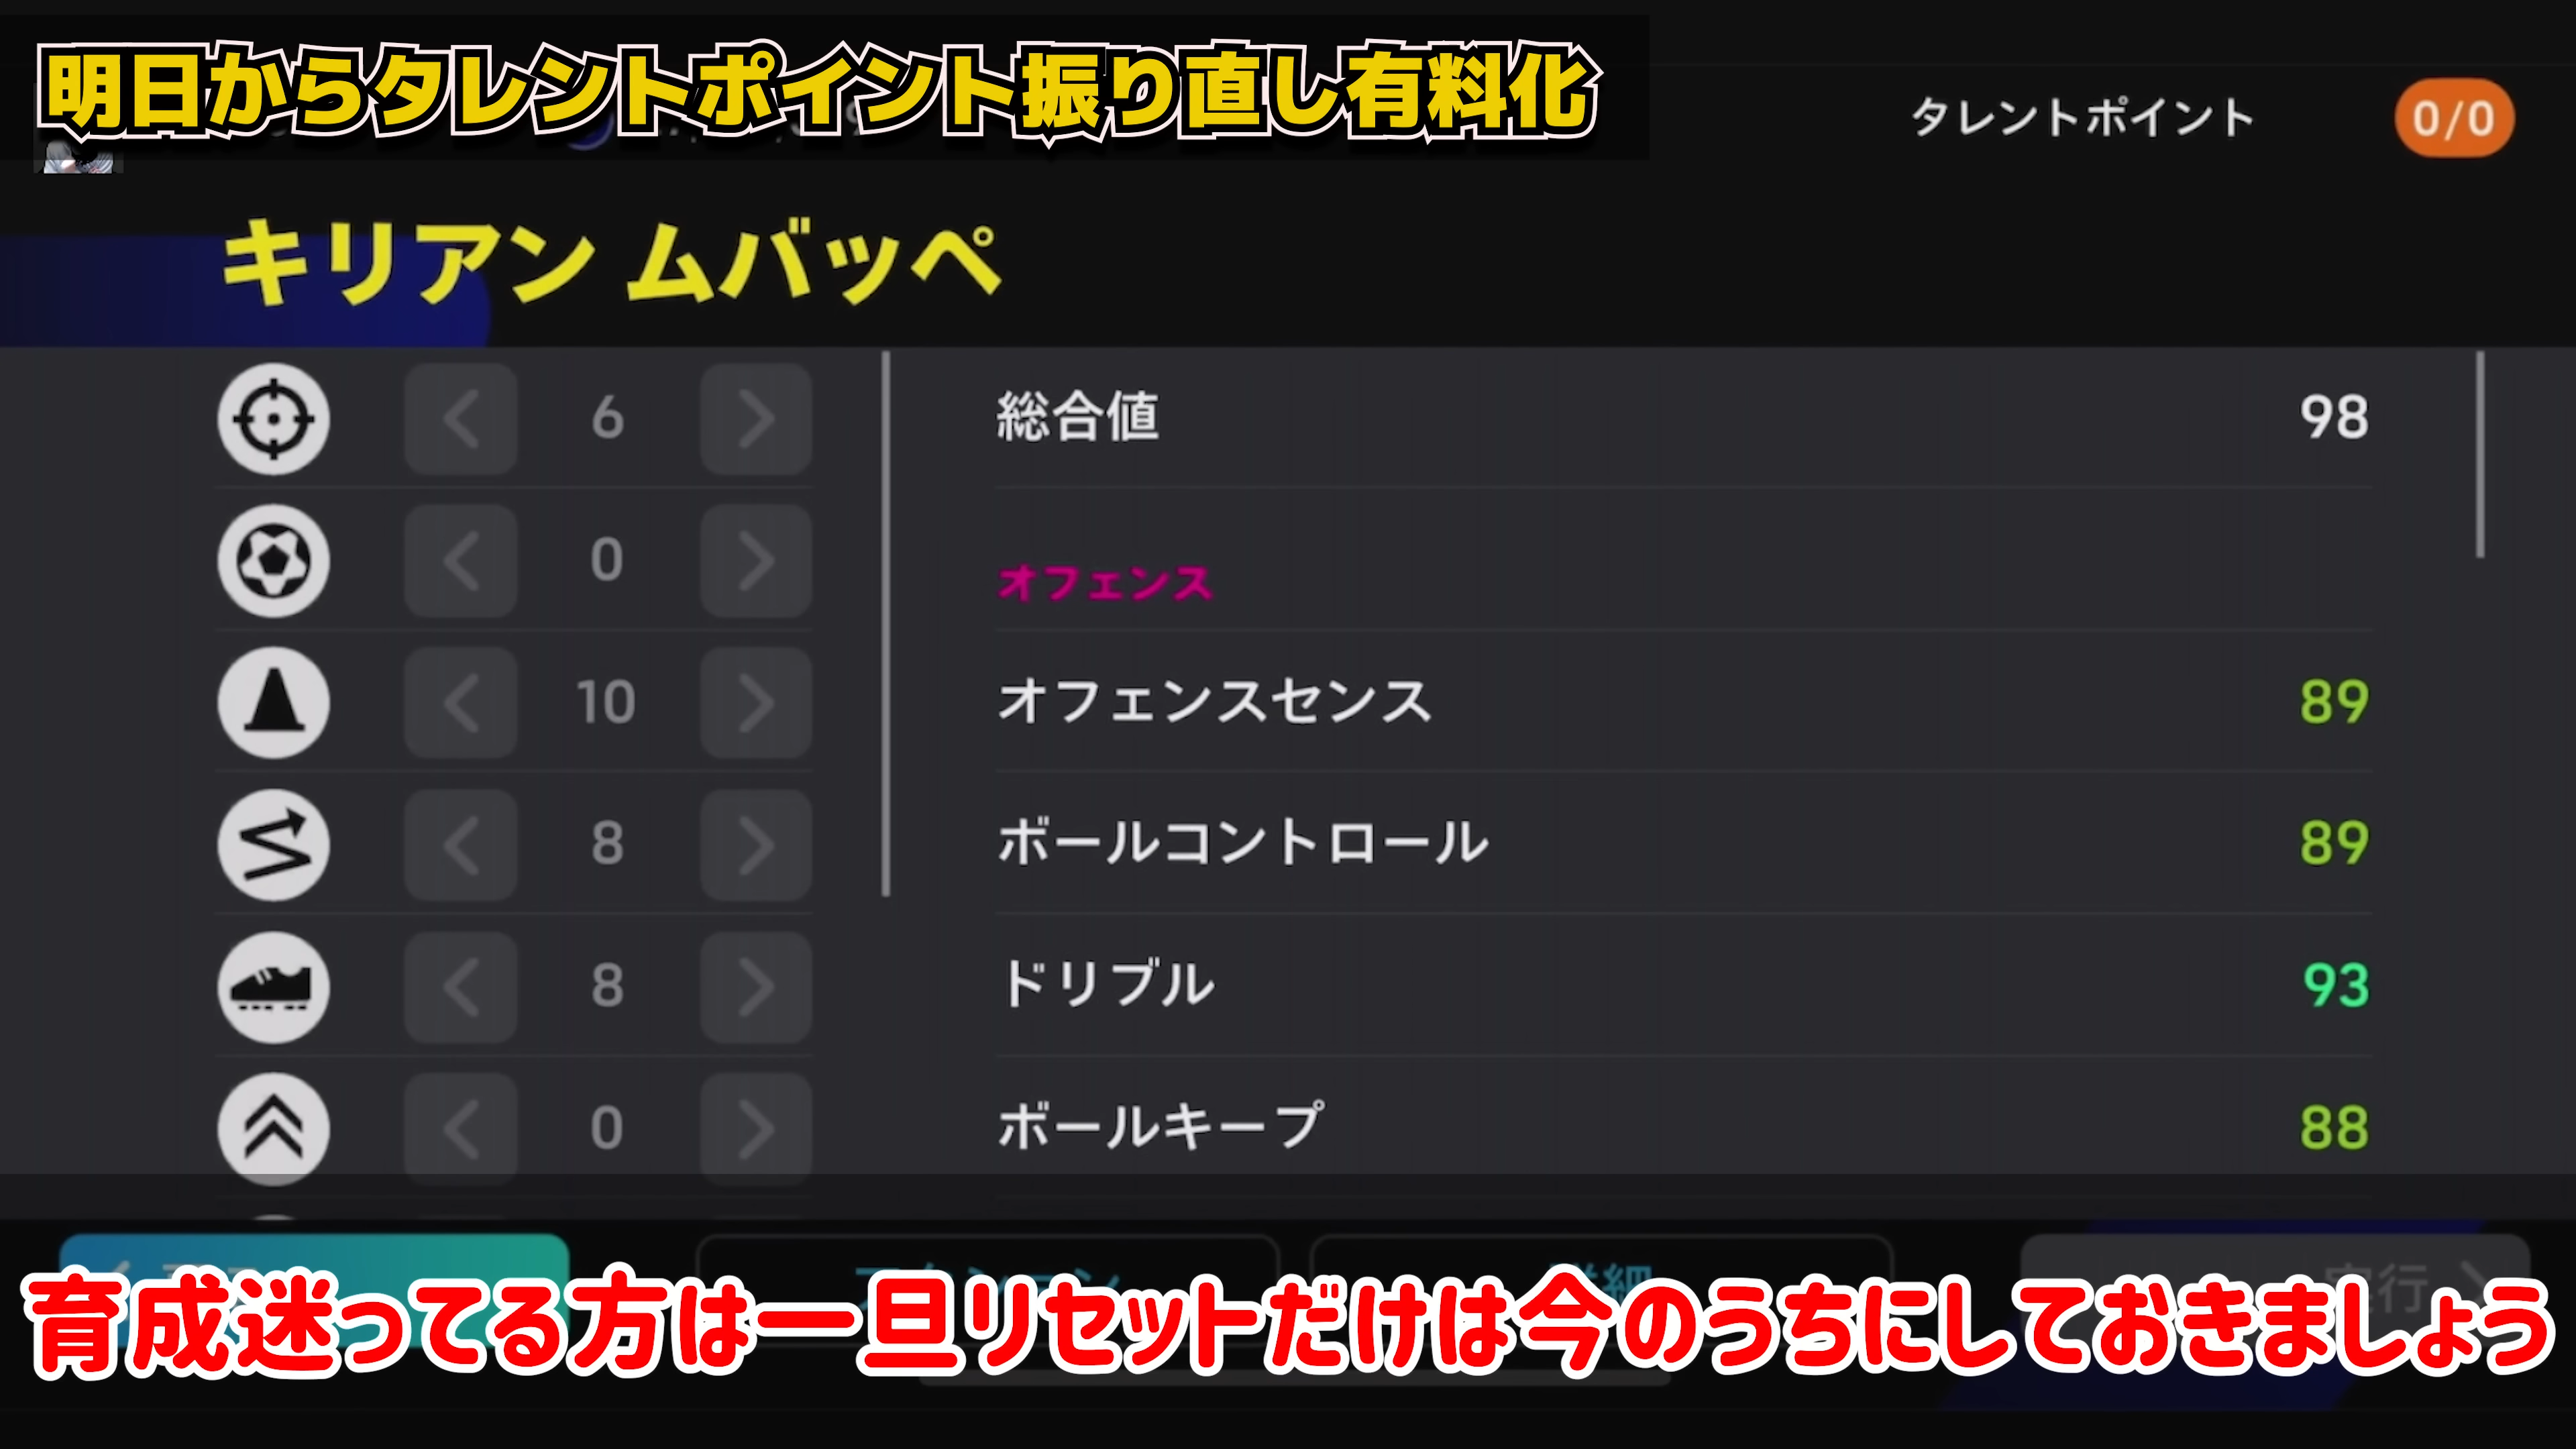 明日からタレントポイント振り直し有料化
タレントポイント
0/0
キリアン ムバッペ
6
総合値
98
0
オフェンス
10
オフェンスセンス
89
8
ボールコントロール
89
8
ドリブル
93
0
ボールキープ
88
詳細
実行
育成迷ってる方は一旦リセットだけは今のうちにしておきましょう